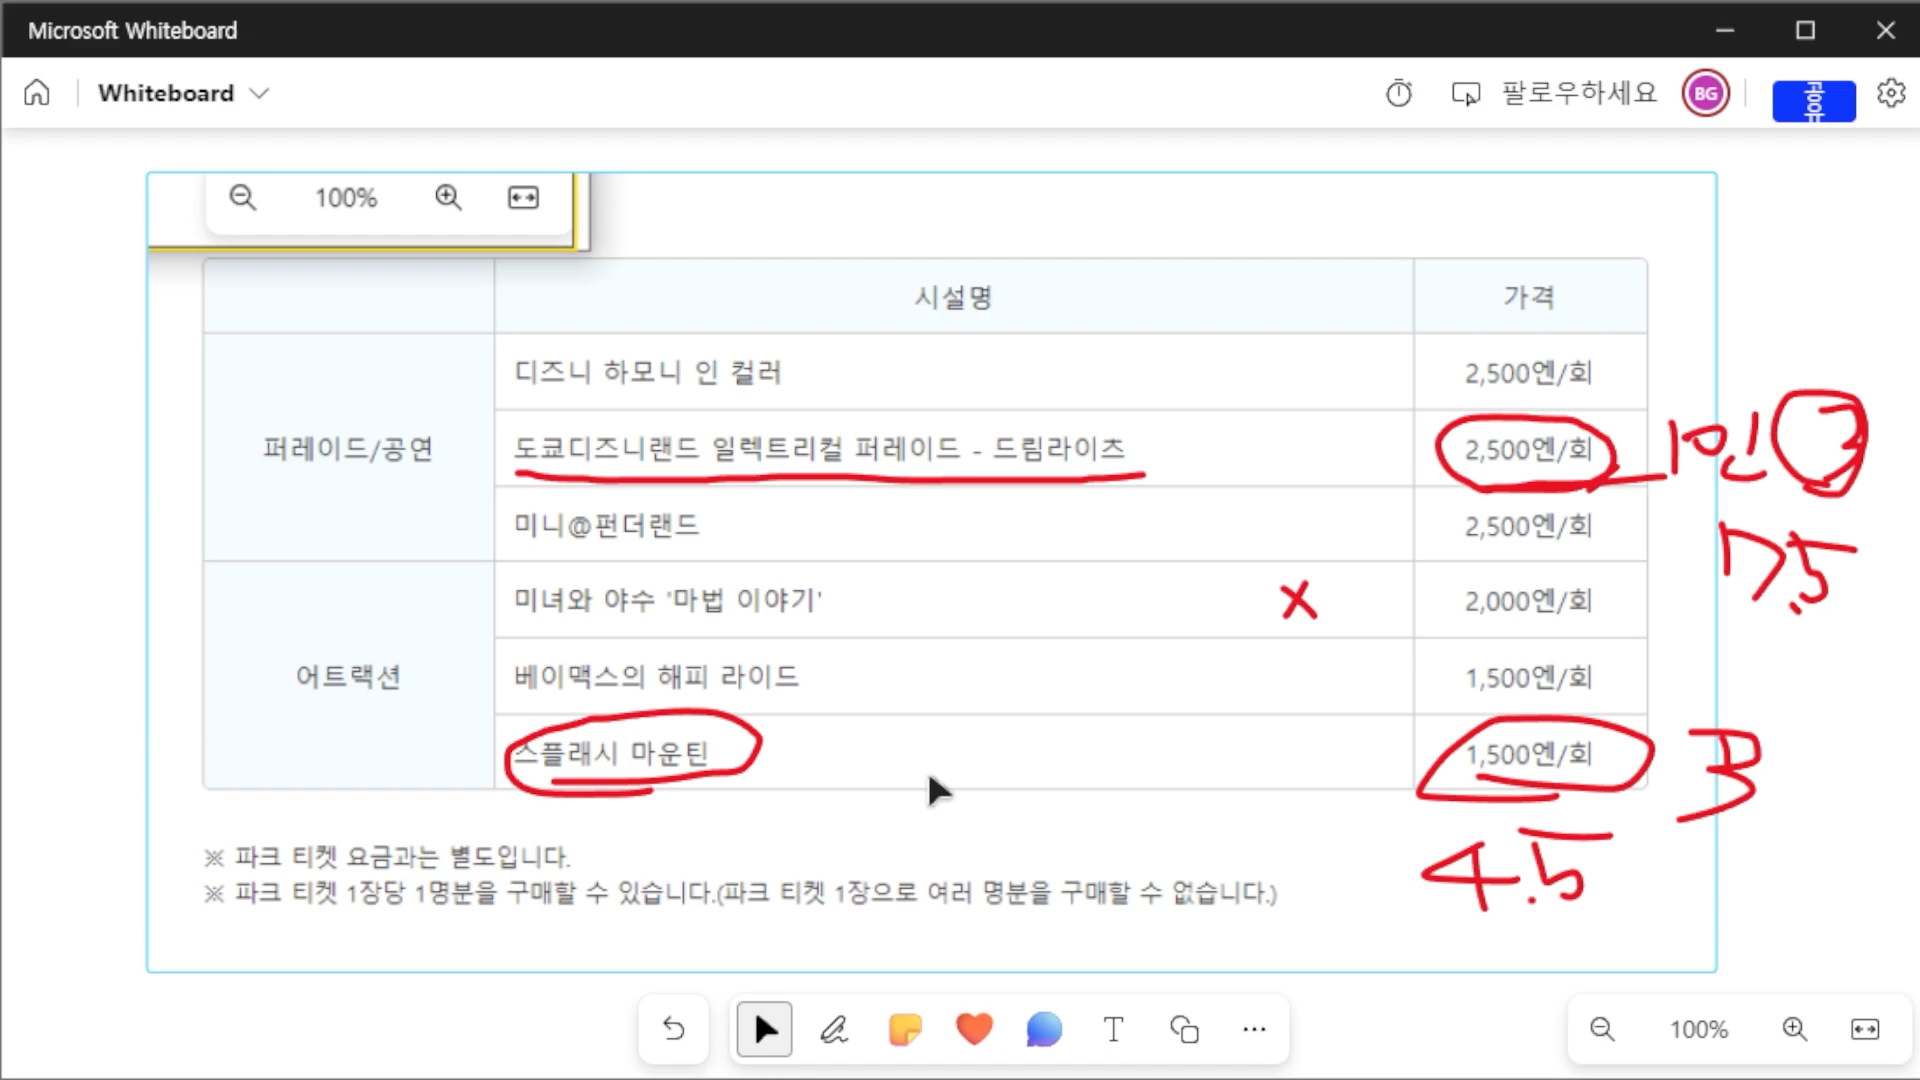 Microsoft Whiteboard
Whiteboard
팔로우하세요
BG
공유
100%
시설명 가격
퍼레이드/공연
디즈니 하모니 인 컬러 2,500엔/회
도쿄디즈니랜드 일렉트리컬 퍼레이드 - 드림라이츠 2,500엔/회 1인 3
미니@펀더랜드 2,500엔/회
7.5
어트랙션
미녀와 야수 '마법 이야기' X 2,000엔/회
베이맥스의 해피 라이드 1,500엔/회
스플래시 마운틴 1,500엔/회 3
4.5
※ 파크 티켓 요금과는 별도입니다.
※ 파크 티켓 1장당 1명분을 구매할 수 있습니다.(파크 티켓 1장으로 여러 명분을 구매할 수 없습니다.)
T
100%